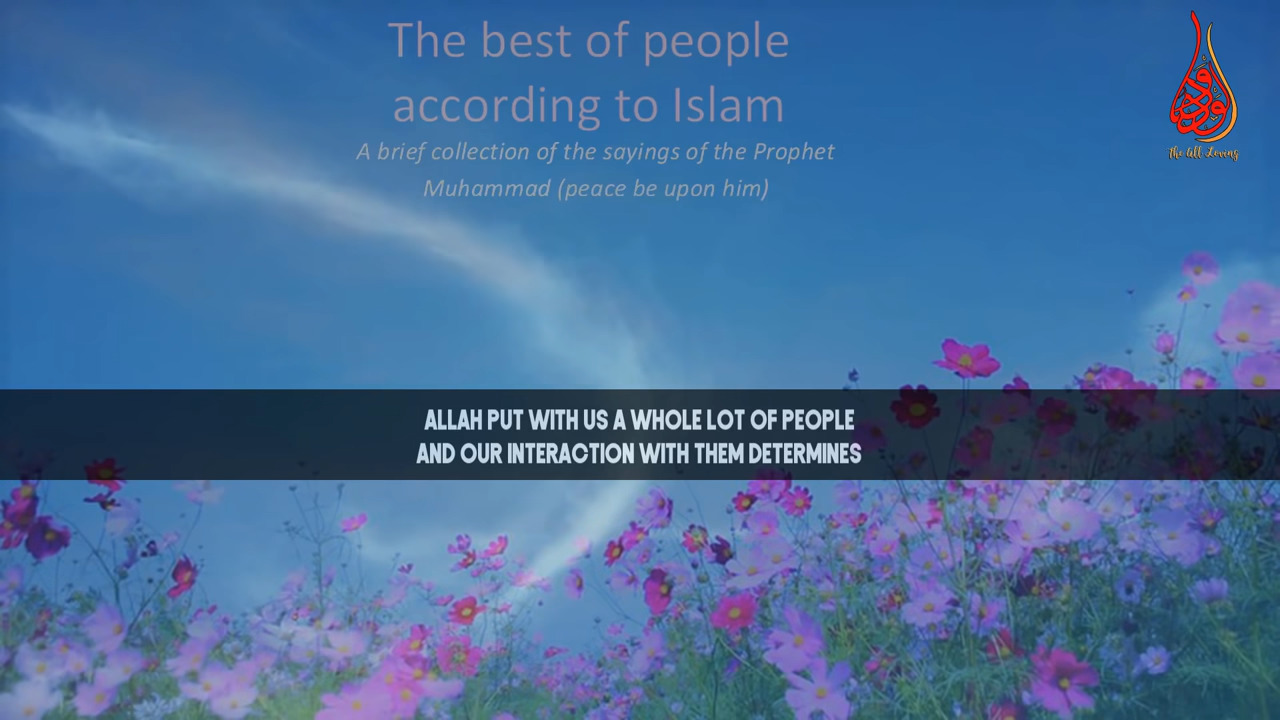 The best of people
according to Islam
A brief collection of the sayings of the Prophet
Muhammad (peace be upon him)
الودود
The All Loving
ALLAH PUT WITH US A WHOLE LOT OF PEOPLE
AND OUR INTERACTION WITH THEM DETERMINES